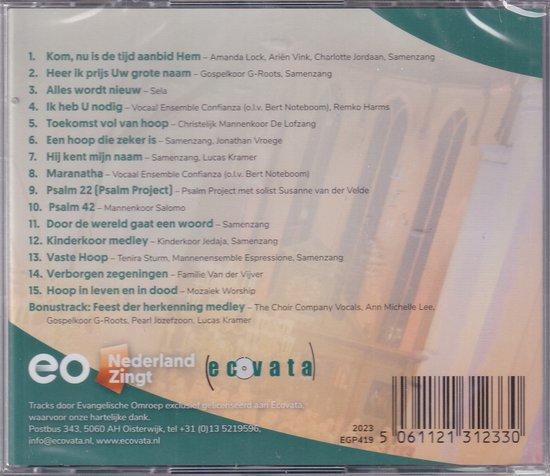 1. Kom, nu is de tijd aanbid Hem – Amanda Lock, Ariën Vink, Charlotte Jordaan, Samenzang
2. Heer ik prijs Uw grote naam – Gospelkoor G-Roots, Samenzang
3. Alles wordt nieuw – Sela
4. Ik heb U nodig – Vocaal Ensemble Confianza (o.l.v. Bert Noteboom), Remko Harms
5. Toekomst vol van hoop – Christelijk Mannenkoor De Lofzang
6. Een hoop die zeker is – Samenzang, Jonathan Vroege
7. Hij kent mijn naam – Samenzang, Lucas Kramer
8. Maranatha – Vocaal Ensemble Confianza (o.l.v. Bert Noteboom)
9. Psalm 22 (Psalm Project) – Psalm Project met solist Susanne van der Velde
10. Psalm 42 – Mannenkoor Salomo
11. Door de wereld gaat een woord – Samenzang
12. Kinderkoor medley – Kinderkoor Jedaja, Samenzang
13. Vaste Hoop – Tenira Sturm, Mannenensemble Espressione, Samenzang
14. Verborgen zegeningen – Familie Van der Vijver
15. Hoop in leven en in dood – Mozaiek Worship
Bonustrack: Feest der herkenning medley – The Choir Company Vocals, Ann Michelle Lee,
Gospelkoor G-Roots, Pearl Jozefzoon, Lucas Kramer
eo
Nederland
Zingt
(ecovata)
Tracks door Evangelische Omroep exclusief gelicenseerd aan Ecovata,
waarvoor onze hartelijke dank.
Postbus 343, 5060 AH Oisterwijk, tel +31 (0)13 5219596,
info@ecovata.nl, www.ecovata.nl
2023
EGP419
5 061121 312330